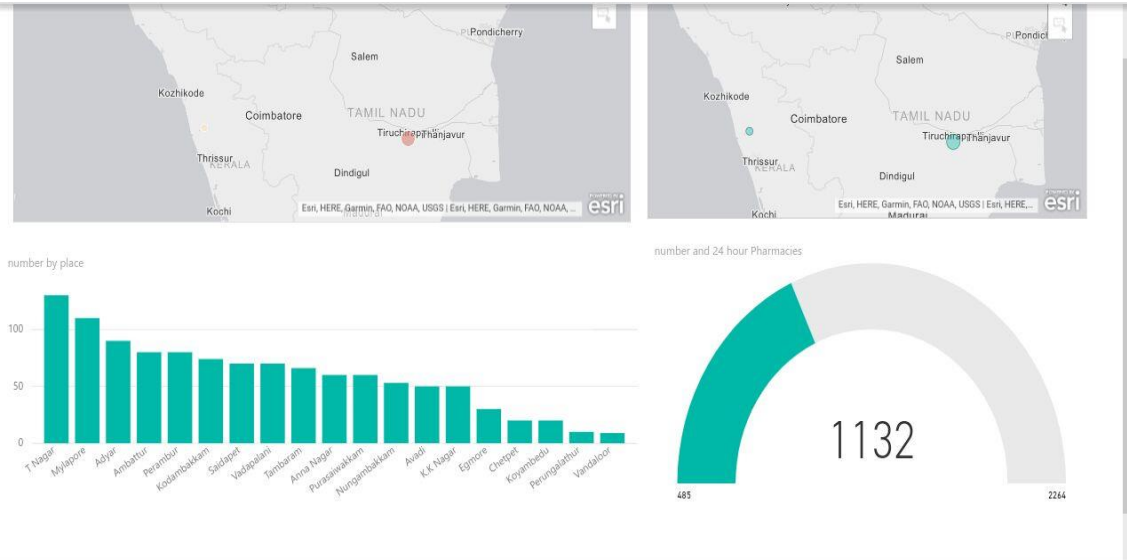 Pondicherry
Salem
Kozhikode
Coimbatore
TAMIL NADU
Thanjavur
Thrissur
KERALA
Dindigul
Kochi
Esri, HERE, Garmin, FAO, NOAA, USGS | Esri, HERE, Garmin, FAO, NOAA, ...
POWERED BY
esri
Salem
Kozhikode
Coimbatore
TAMIL NADU
Thanjavur
Thrissur
KERALA
Dindigul
Kochi
Madurai
Esri, HERE, Garmin, FAO, NOAA, USGS | Esri, HERE,...
POWERED BY
esri
number by place
100
50
0
T Nagar
Mylapore
Adyar
Ambattur
Perambur
Kodambakkam
Saidapet
Vadapalani
Tambaram
Anna Nagar
Purasaiwakkam
Nungambakkam
Avadi
K.K Nagar
Egmore
Chetpet
Koyambedu
Perungalathur
Vandaloor
number and 24 hour Pharmacies
1132
485
2264